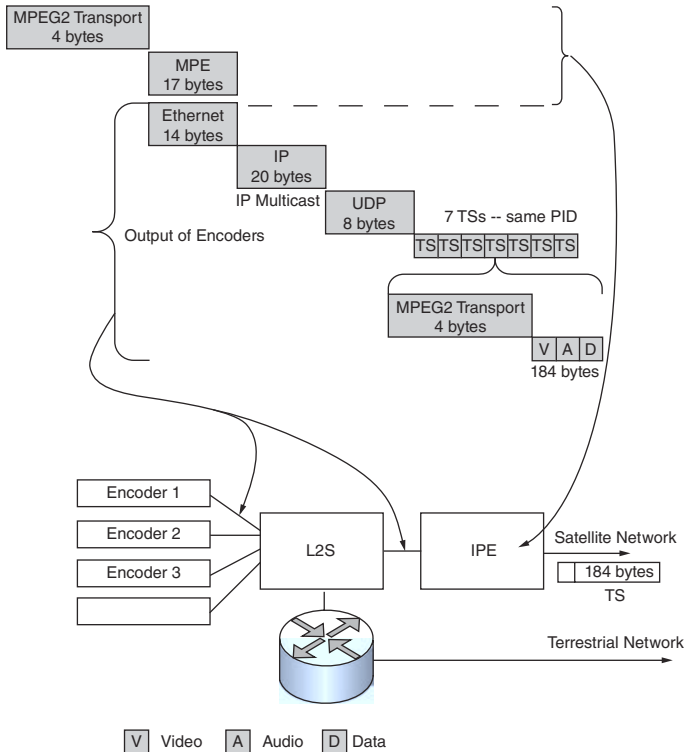 MPEG2 Transport
4 bytes
MPE
17 bytes
Ethernet
14 bytes
IP
20 bytes
IP Multicast
UDP
8 bytes
7 TSs -- same PID
TS TS TS TS TS TS TS
Output of Encoders
MPEG2 Transport
4 bytes
V A D
184 bytes
Encoder 1
Encoder 2
Encoder 3
L2S
IPE
Satellite Network
184 bytes
TS
Terrestrial Network
V Video A Audio D Data